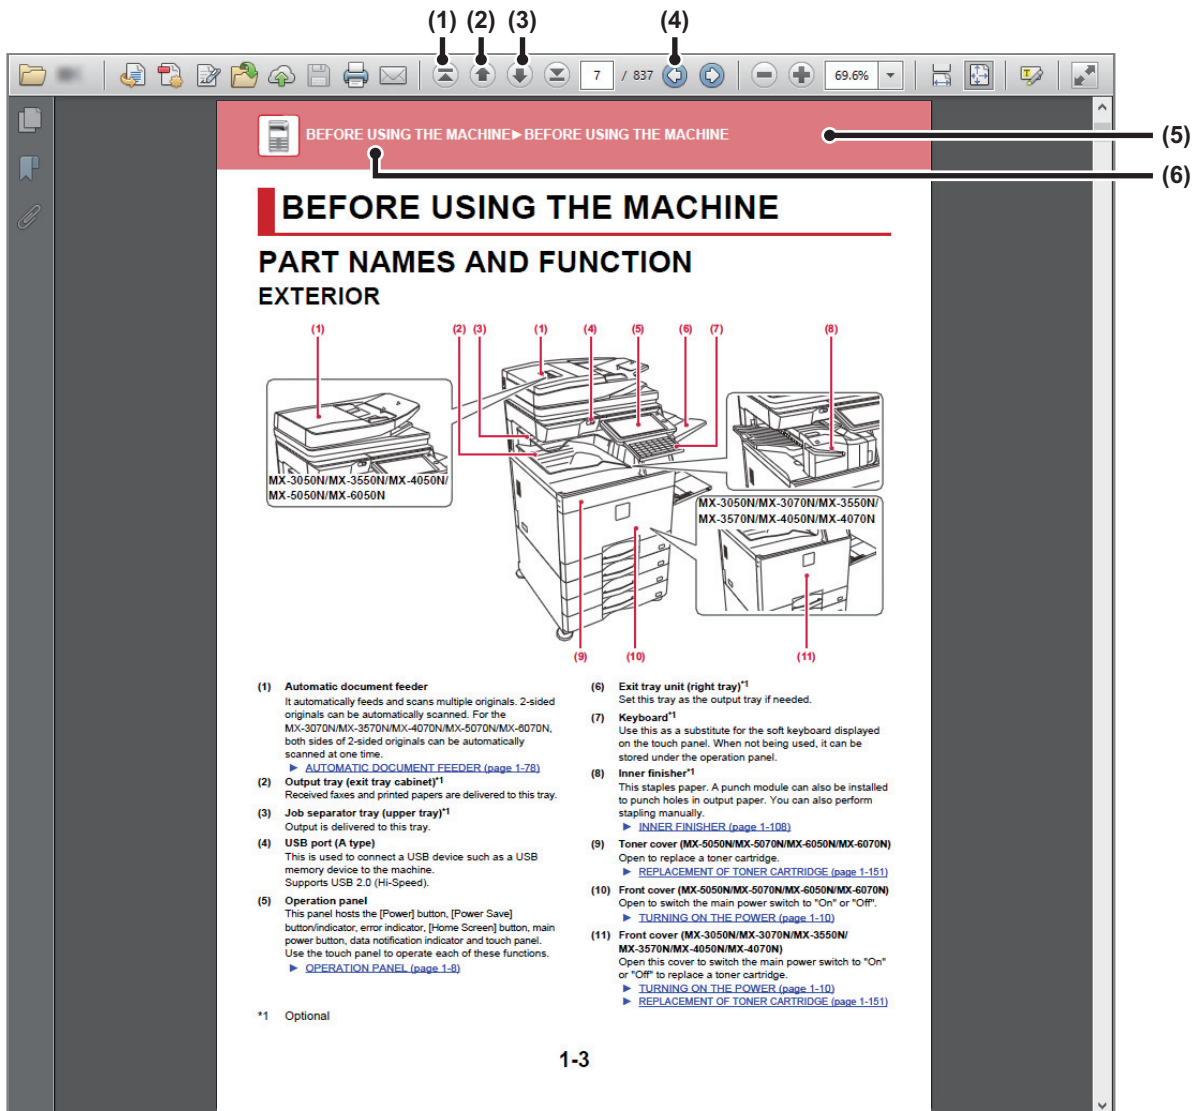 (1) (2) (3) (4)
7 / 837 69.6%
BEFORE USING THE MACHINE►BEFORE USING THE MACHINE
(5)
(6)
BEFORE USING THE MACHINE
PART NAMES AND FUNCTION
EXTERIOR
(1) (2) (3) (1) (4) (5) (6) (7) (8)
MX-3050N/MX-3550N/MX-4050N/
MX-5050N/MX-6050N
MX-3050N/MX-3070N/MX-3550N/
MX-3570N/MX-4050N/MX-4070N
(9) (10) (11)
(1) Automatic document feeder
It automatically feeds and scans multiple originals. 2-sided
originals can be automatically scanned. For the
MX-3070N/MX-3570N/MX-4070N/MX-5070N/MX-6070N,
both sides of 2-sided originals can be automatically
scanned at one time.
► AUTOMATIC DOCUMENT FEEDER (page 1-78)
(2) Output tray (exit tray cabinet)*1
Received faxes and printed papers are delivered to this tray.
(3) Job separator tray (upper tray)*1
Output is delivered to this tray.
(4) USB port (A type)
This is used to connect a USB device such as a USB
memory device to the machine.
Supports USB 2.0 (Hi-Speed).
(5) Operation panel
This panel hosts the [Power] button, [Power Save]
button/indicator, error indicator, [Home Screen] button, main
power button, data notification indicator and touch panel.
Use the touch panel to operate each of these functions.
► OPERATION PANEL (page 1-8)
(6) Exit tray unit (right tray)*1
Set this tray as the output tray if needed.
(7) Keyboard*1
Use this as a substitute for the soft keyboard displayed
on the touch panel. When not being used, it can be
stored under the operation panel.
(8) Inner finisher*1
This staples paper. A punch module can also be installed
to punch holes in output paper. You can also perform
stapling manually.
► INNER FINISHER (page 1-108)
(9) Toner cover (MX-5050N/MX-5070N/MX-6050N/MX-6070N)
Open to replace a toner cartridge.
► REPLACEMENT OF TONER CARTRIDGE (page 1-151)
(10) Front cover (MX-5050N/MX-5070N/MX-6050N/MX-6070N)
Open to switch the main power switch to "On" or "Off".
► TURNING ON THE POWER (page 1-10)
(11) Front cover (MX-3050N/MX-3070N/MX-3550N/
MX-3570N/MX-4050N/MX-4070N)
Open this cover to switch the main power switch to "On"
or "Off" to replace a toner cartridge.
► TURNING ON THE POWER (page 1-10)
► REPLACEMENT OF TONER CARTRIDGE (page 1-151)
*1 Optional
1-3